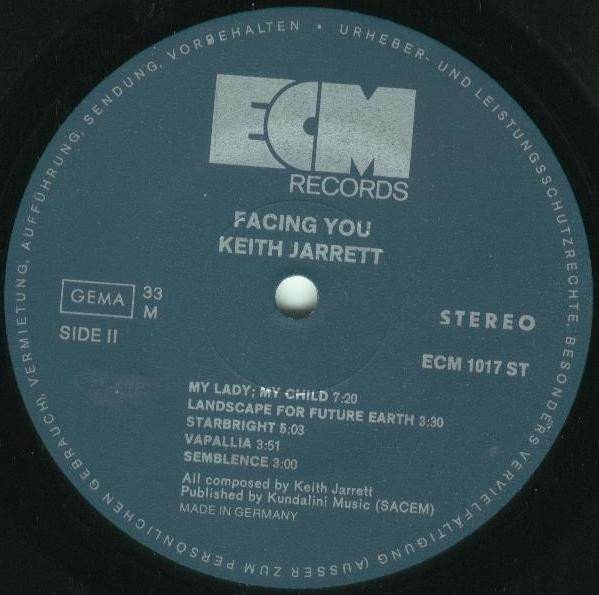 URHEBER- UND LEISTUNGSSCHUTZRECHTE, BESONDERS VERVIELFÄLTIGUNG (AUSSER ZUM PERSÖNLICHEN GEBRAUCH), VERMIETUNG, AUFFÜHRUNG, SENDUNG, VORBEHALTEN •
ECM
RECORDS
FACING YOU
KEITH JARRETT
GEMA
33
M
SIDE II
STEREO
ECM 1017 ST
MY LADY; MY CHILD 7:20
LANDSCAPE FOR FUTURE EARTH 3:30
STARBRIGHT 5:03
VAPALLIA 3:51
SEMBLENCE 3:00
All composed by Keith Jarrett
Published by Kundalini Music (SACEM)
MADE IN GERMANY